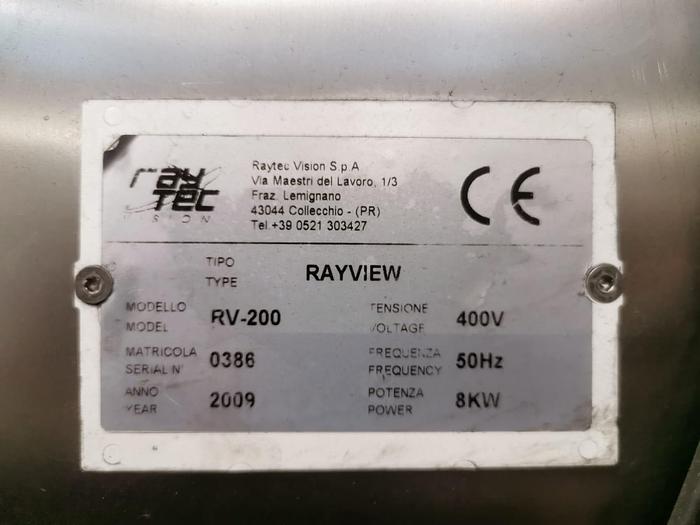 ray
tec
VISION
Raytec Vision S.p.A
Via Maestri del Lavoro, 1/3
Fraz. Lemignano
43044 Collecchio - (PR)
Tel.+39 0521 303427
CE
TIPO
TYPE
RAYVIEW
MODELLO
MODEL
RV-200
TENSIONE
VOLTAGE
400V
MATRICOLA
SERIAL N°
0386
FREQUENZA
FREQUENCY
50Hz
ANNO
YEAR
2009
POTENZA
POWER
8KW